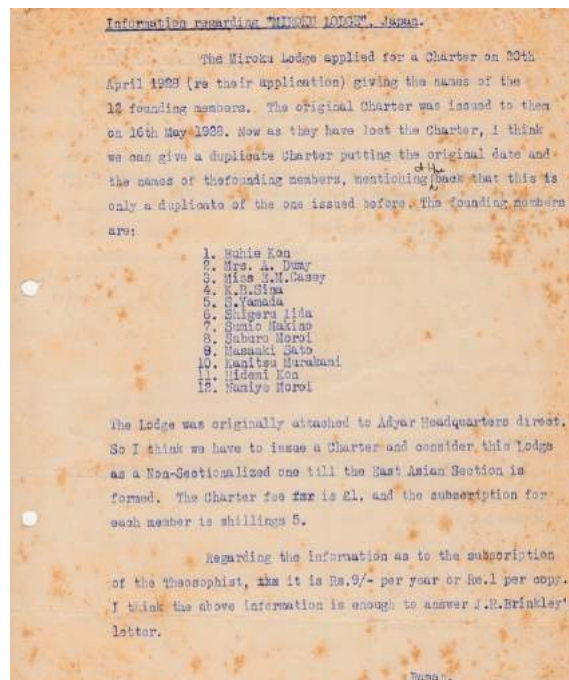 Information regarding "MIROKU LODGE", Japan.
The Miroku Lodge applied for a Charter on 20th
April 1928 (re their application) giving the names of the
12 founding members. The original Charter was issued to them
on 16th May 1928. Now as they have lost the Charter, I think
we can give a duplicate Charter putting the original date and
the names of thefounding members, mentioning at the back that this is
only a duplicate of the one issued before. The founding members
are:
1. Huhie Kon
2. Mrs. A. Dumy
3. Miss E.M.Casey
4. K.B.Sina
5. S.Yamada
6. Shigeru Iida
7. Sumio Makino
8. Saburo Moroi
9. Masaaki Sato
10. Kanitsu Murakami
11. Hidemi Kon
12. Namiyo Moroi
The Lodge was originally attached to Adyar Headquarters direct.
So I think we have to issue a Charter and consider this Lodge
as a Non-Sectionalized one till the East Asian Section is
formed. The Charter fee is £1, and the subscription for
each member is shillings 5.
Regarding the information as to the subscription
of the Theosophist, it is Rs.9/- per year or Re.1 per copy.
I think the above information is enough to answer J.R.Brinkley'
letter.
Raman.